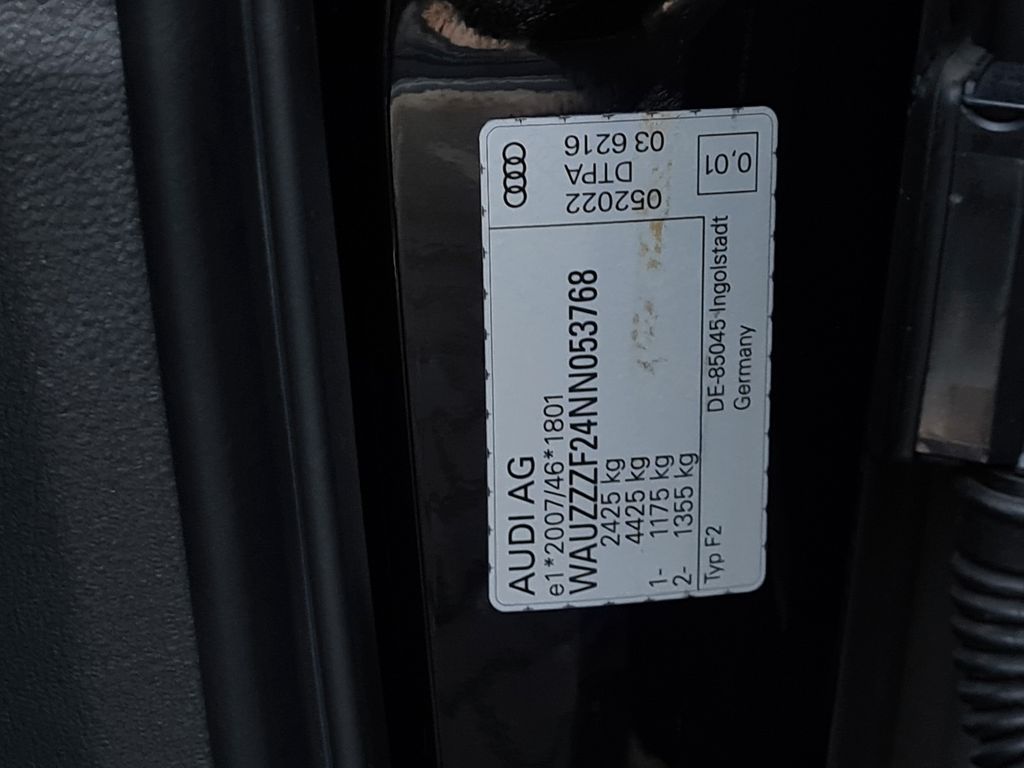 AUDI AG
e1*2007/46*1801
WAUZZZF24NN053768
2425 kg
4425 kg
1- 1175 kg
2- 1355 kg
Typ F2
DE-85045 Ingolstadt
Germany
052022
DTPA
03 6216
0,01